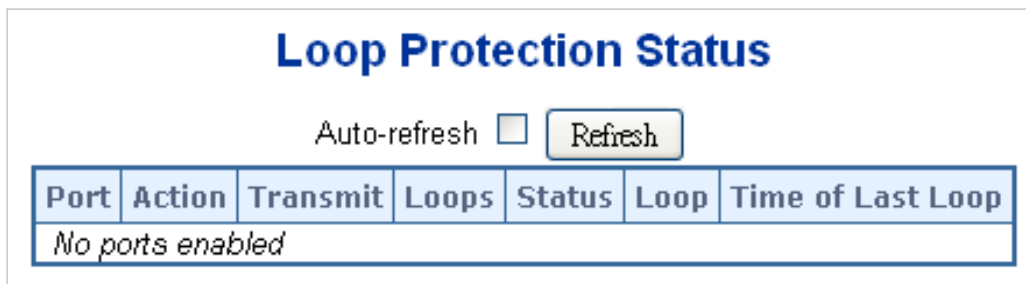 Loop Protection Status
Auto-refresh Refresh
Port Action Transmit Loops Status Loop Time of Last Loop
No ports enabled